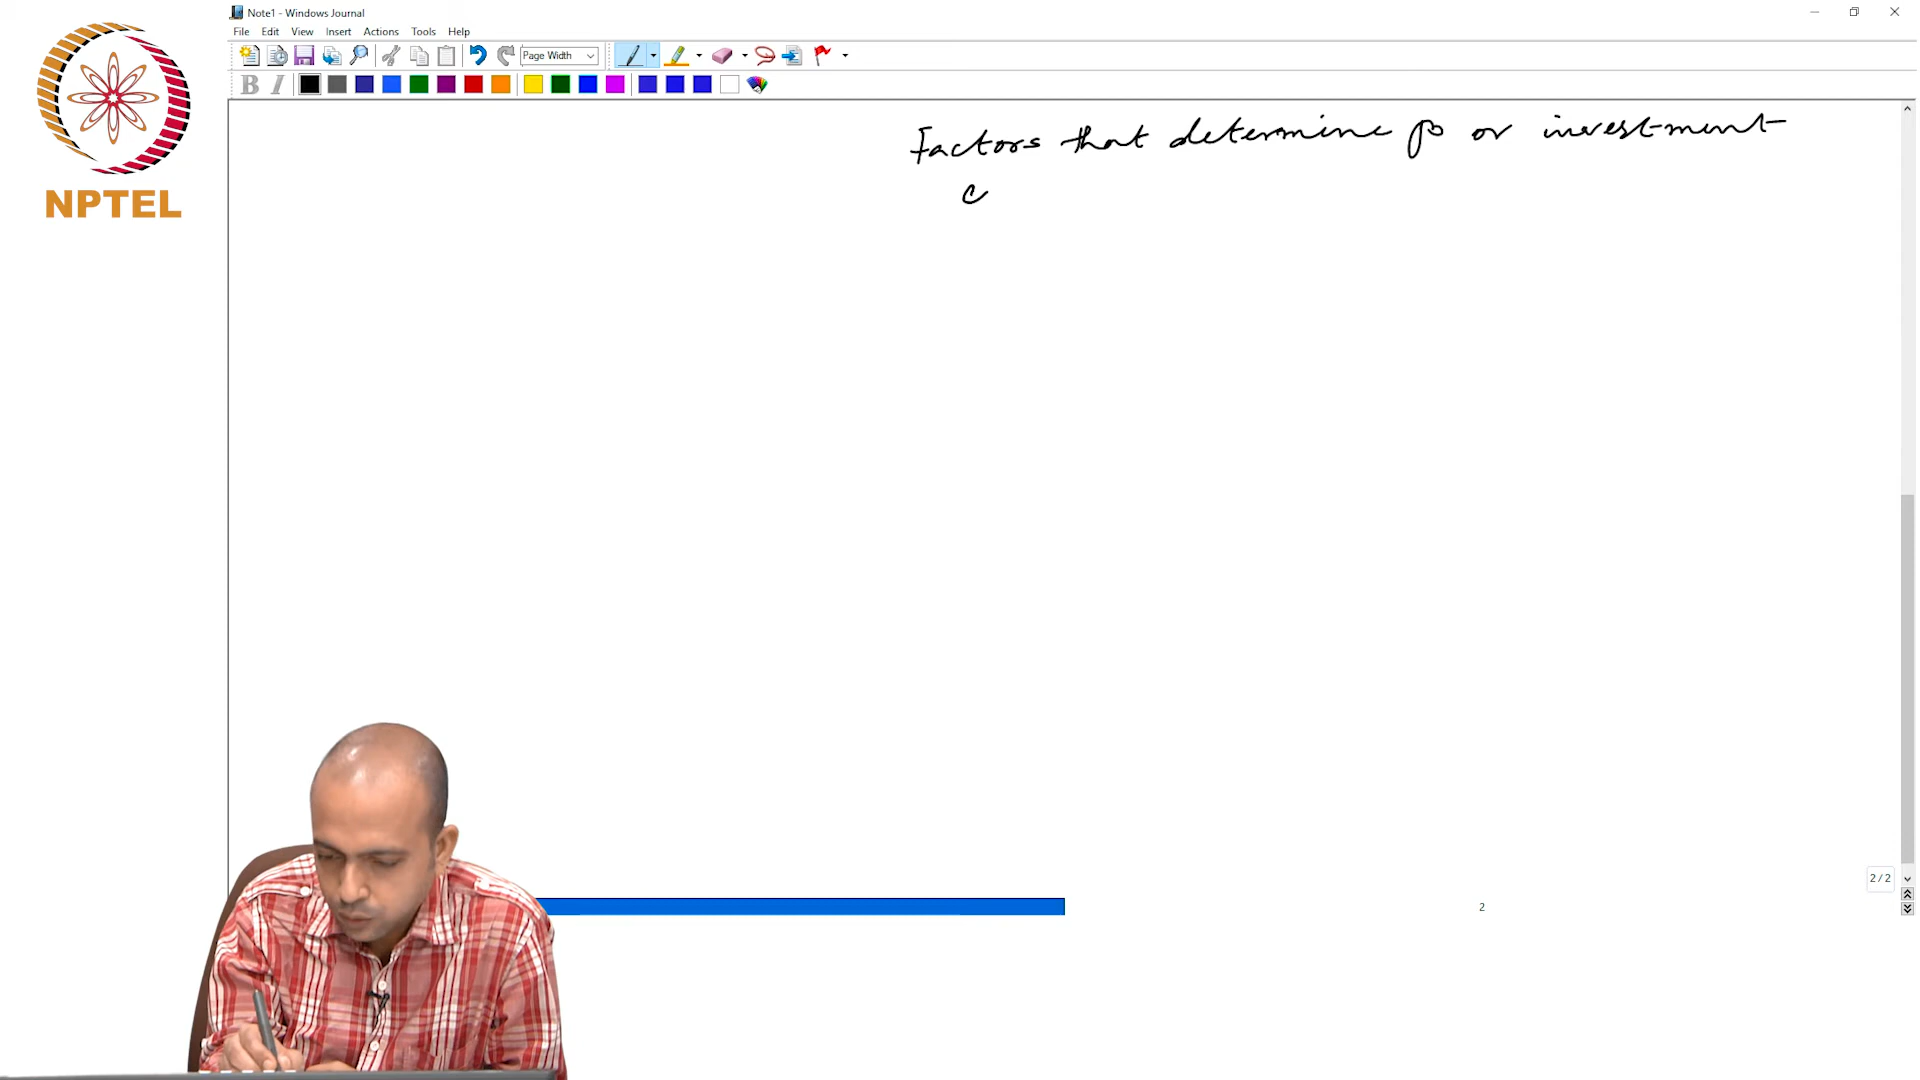 Note1 - Windows Journal
File Edit View Insert Actions Tools Help
Page Width
B I
NPTEL
Factors that determine β or investment
c
2 / 2
2